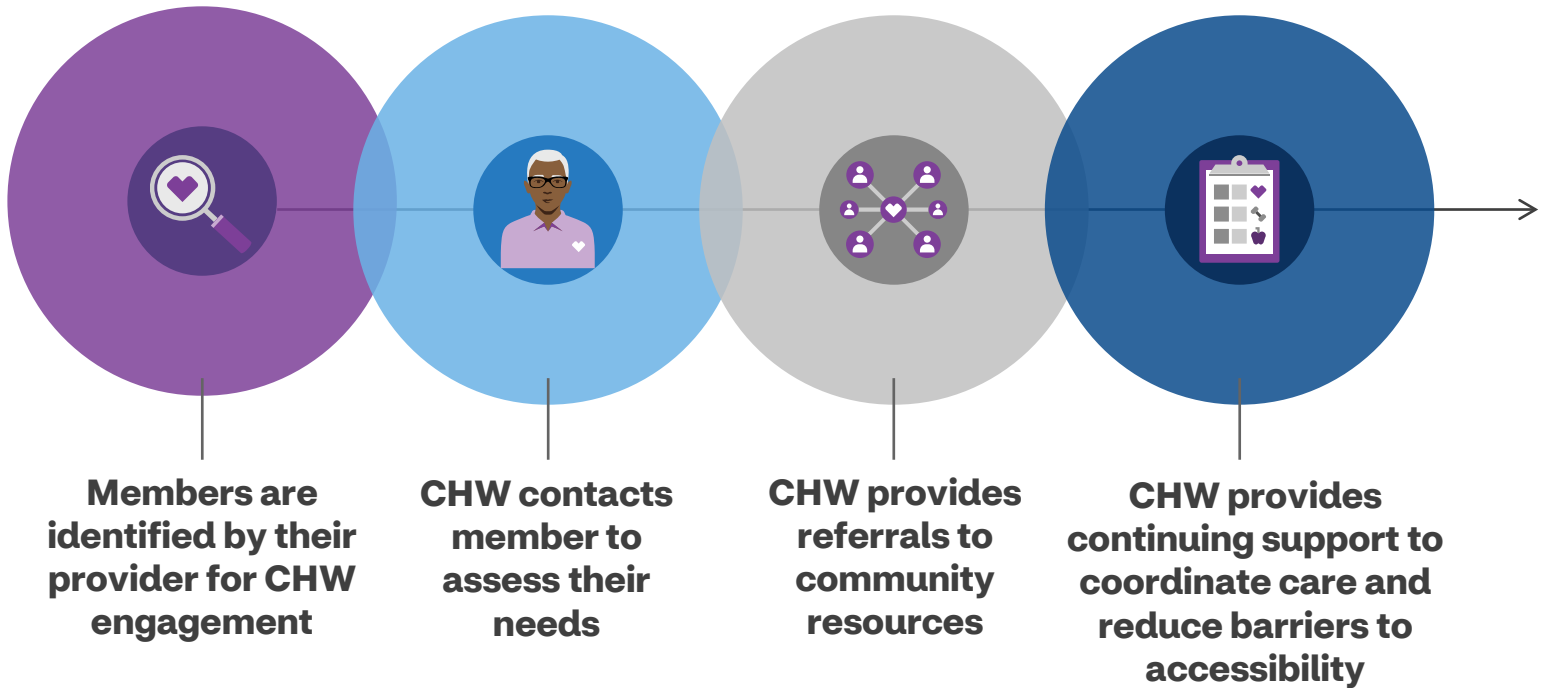 Members are
identified by their
provider for CHW
engagement
CHW contacts
member to
assess their
needs
CHW provides
referrals to
community
resources
CHW provides
continuing support to
coordinate care and
reduce barriers to
accessibility